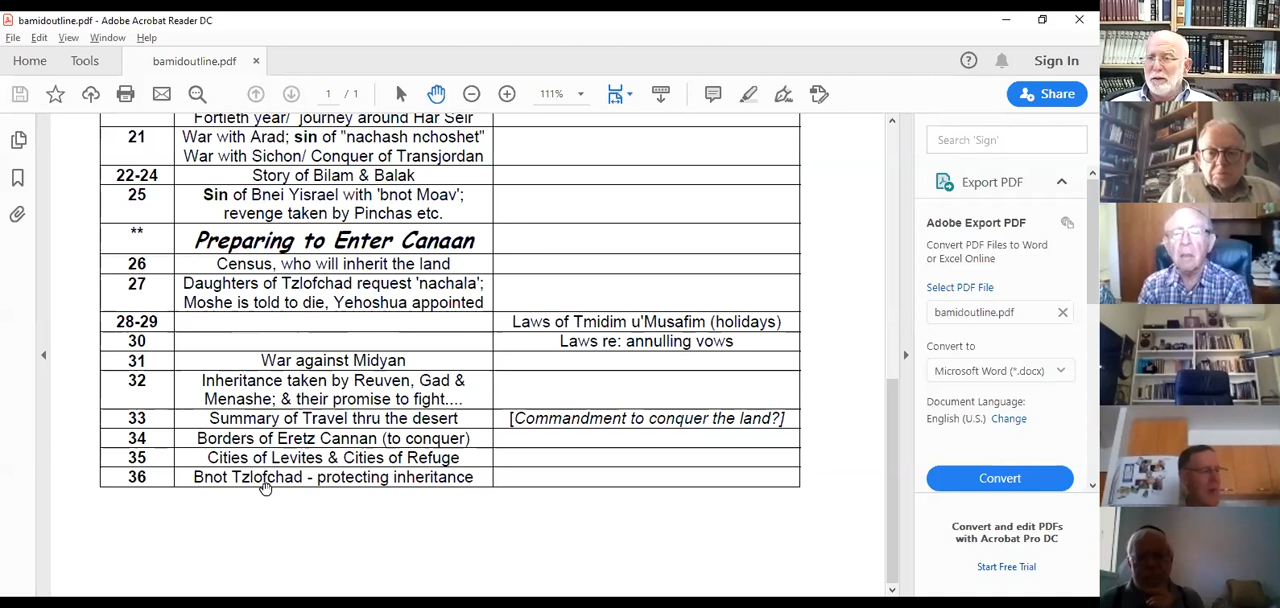 bamidoutline.pdf - Adobe Acrobat Reader DC
File Edit View Window Help
Home Tools bamidoutline.pdf × Sign In
1 / 1 111% Share
Fortieth year/ journey around Har Seir
21 War with Arad; sin of "nachash nchoshet"
War with Sichon/ Conquer of Transjordan
22-24 Story of Bilam & Balak
25 Sin of Bnei Yisrael with 'bnot Moav';
revenge taken by Pinchas etc.
** Preparing to Enter Canaan
26 Census, who will inherit the land
27 Daughters of Tzlofchad request 'nachala';
Moshe is told to die, Yehoshua appointed
28-29 Laws of Tmidim u'Musafim (holidays)
30 Laws re: annulling vows
31 War against Midyan
32 Inheritance taken by Reuven, Gad &
Menashe; & their promise to fight....
33 Summary of Travel thru the desert [Commandment to conquer the land?]
34 Borders of Eretz Cannan (to conquer)
35 Cities of Levites & Cities of Refuge
36 Bnot Tzlofchad - protecting inheritance
Search 'Sign'
Export PDF
Adobe Export PDF
Convert PDF Files to Word
or Excel Online
Select PDF File
bamidoutline.pdf ×
Convert to
Microsoft Word (*.docx)
Document Language:
English (U.S.) Change
Convert
Convert and edit PDFs
with Acrobat Pro DC
Start Free Trial